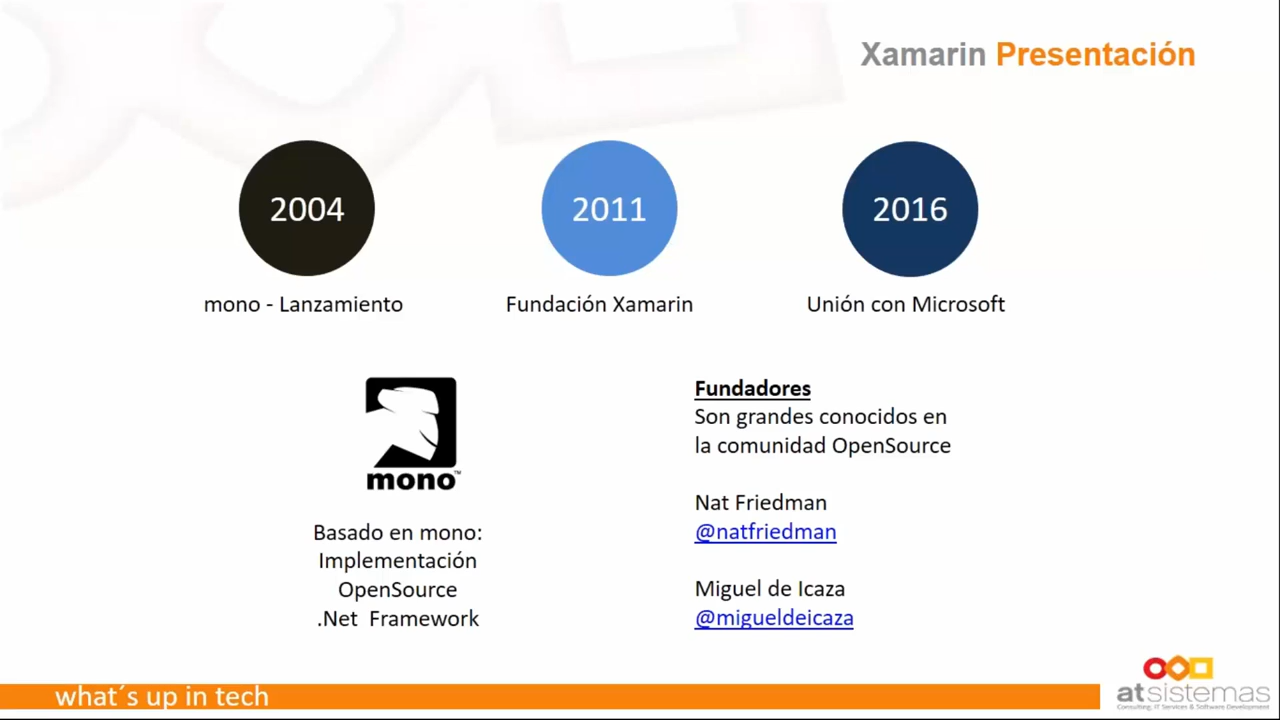 Xamarin Presentación
2004
2011
2016
mono - Lanzamiento
Fundación Xamarin
Unión con Microsoft
mono™
Basado en mono:
Implementación
OpenSource
.Net Framework
Fundadores
Son grandes conocidos en
la comunidad OpenSource
Nat Friedman
@natfriedman
Miguel de Icaza
@migueldeicaza
what´s up in tech
atsistemas
Consulting, IT Services & Software Development